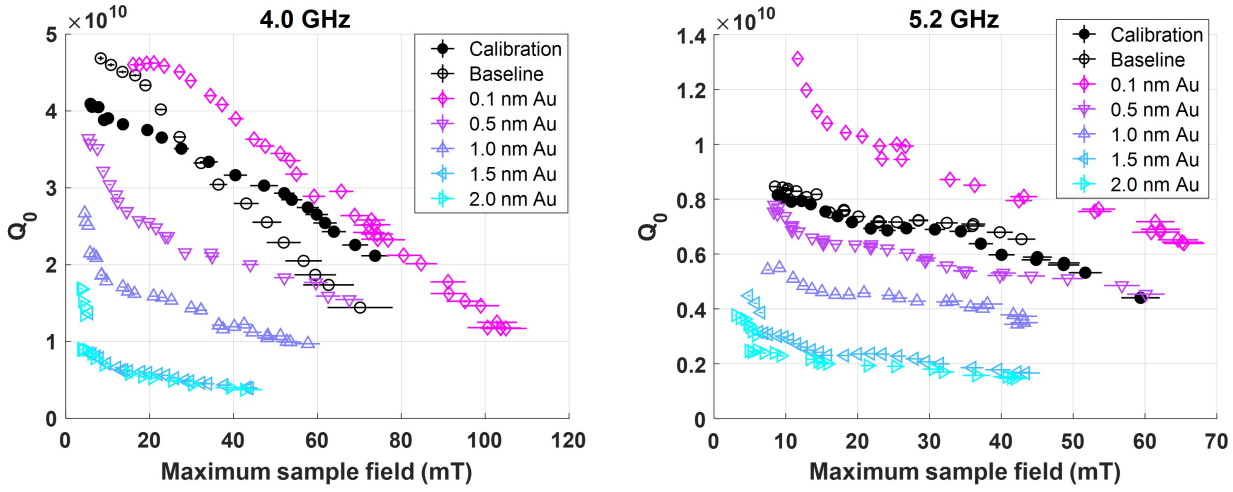 4.0 GHz
×10^10
5
4
3
2
1
0
Q_0
0 20 40 60 80 100 120
Maximum sample field (mT)
Calibration
Baseline
0.1 nm Au
0.5 nm Au
1.0 nm Au
1.5 nm Au
2.0 nm Au
5.2 GHz
×10^10
1.4
1.2
1
0.8
0.6
0.4
0.2
0
Q_0
0 10 20 30 40 50 60 70
Maximum sample field (mT)
Calibration
Baseline
0.1 nm Au
0.5 nm Au
1.0 nm Au
1.5 nm Au
2.0 nm Au